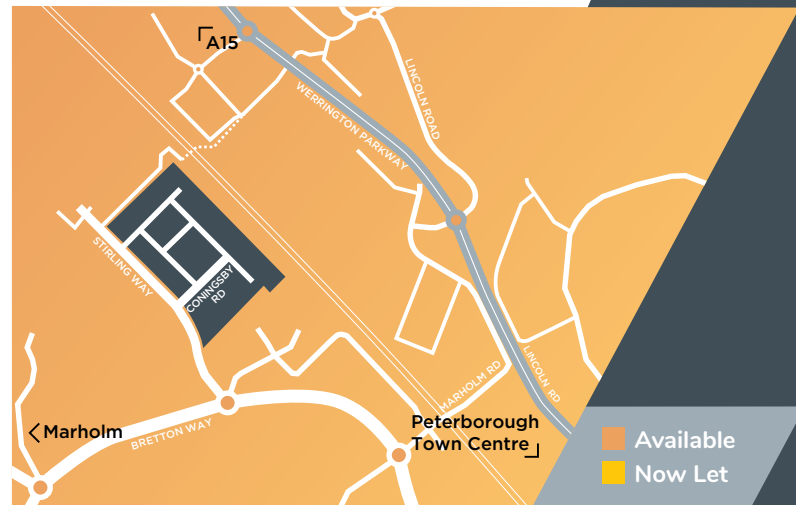 A15
LINCOLN ROAD
WERRINGTON PARKWAY
STIRLING WAY
CONINGSBY
RD
LINCOLN RD
MARHOLM RD
Marholm
BRETTON WAY
Peterborough
Town Centre
Available
Now Let